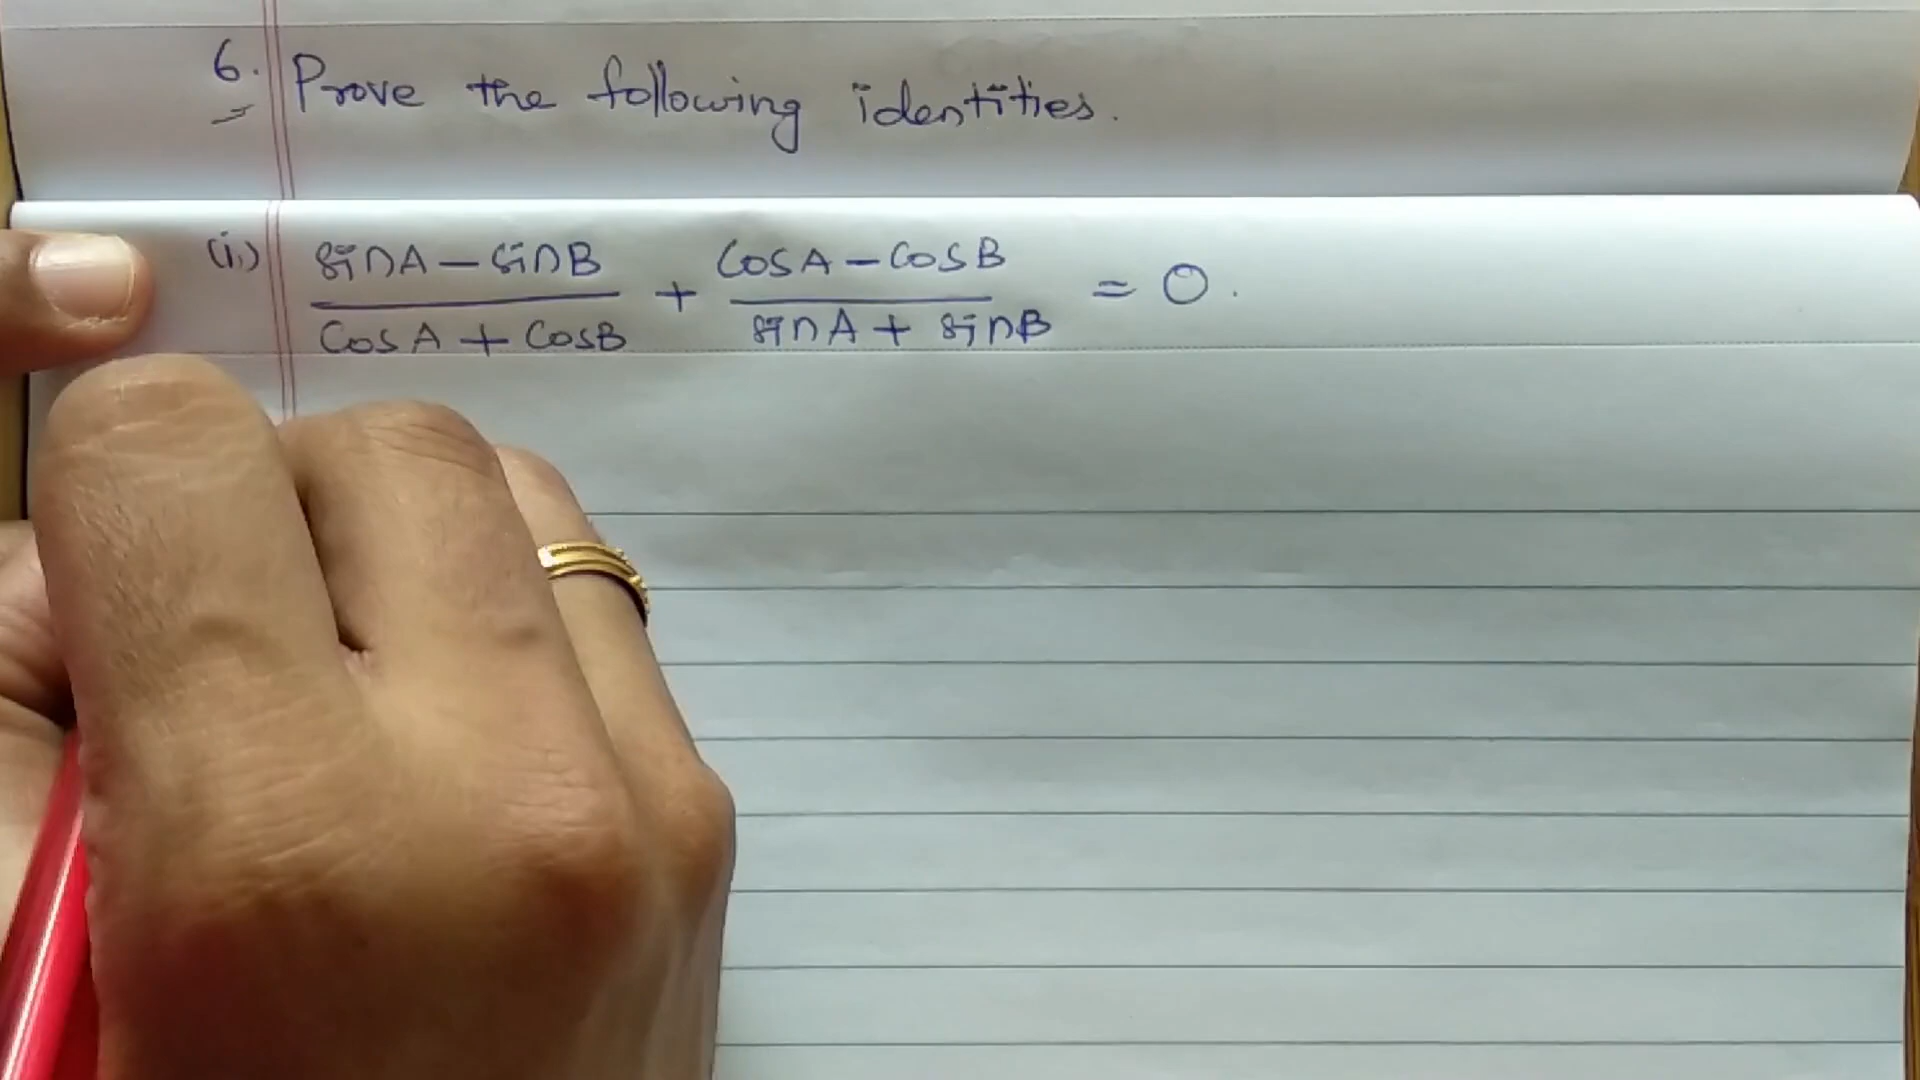 6. Prove the following identities.
(i) sinA - sinB / cosA + cosB + cosA - cosB / sinA + sinB = 0.